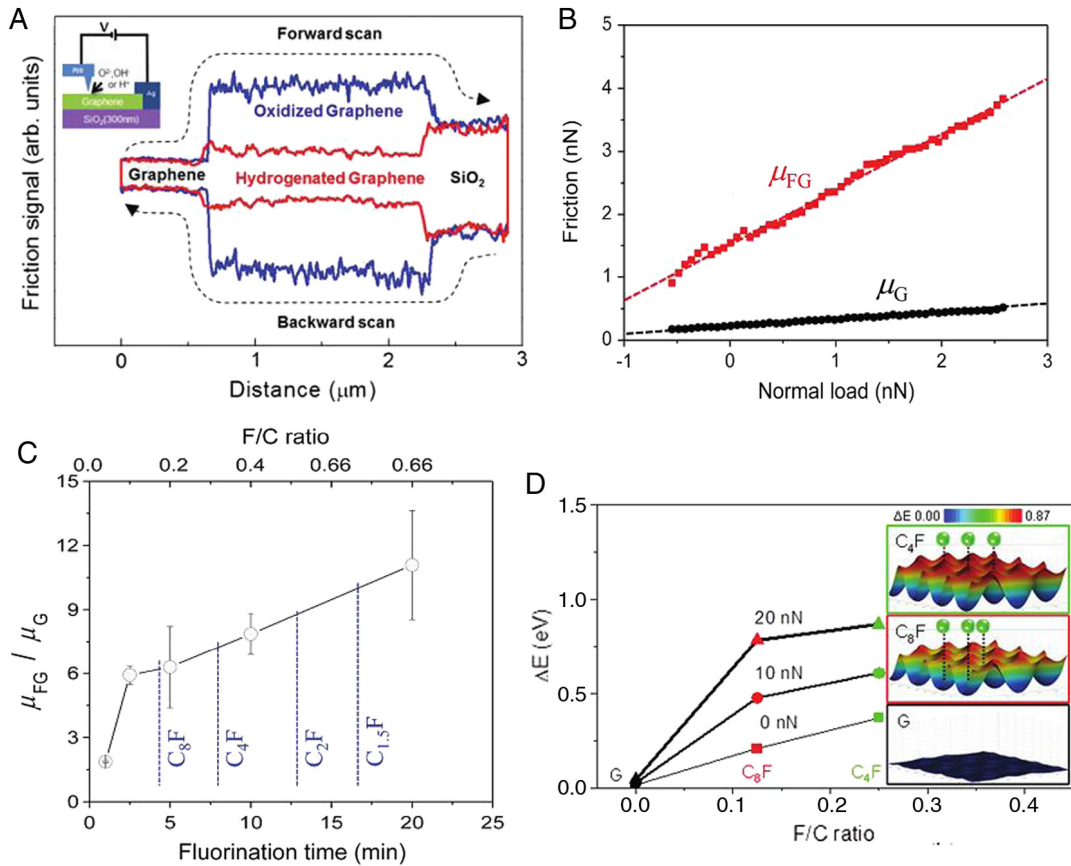 A
V
Pt/Ir
O²⁻,OH⁻
or H⁺
Ag
Graphene
SiO₂(300nm)
Forward scan
Oxidized Graphene
Graphene
Hydrogenated Graphene
SiO₂
Backward scan
Friction signal (arb. units)
0
1
2
3
Distance (μm)
B
5
4
3
2
1
0
Friction (nN)
μFG
μG
-1
0
1
2
3
Normal load (nN)
C
F/C ratio
0.0
0.2
0.4
0.66
0.66
15
12
9
6
3
0
μFG / μG
C₈F
C₄F
C₂F
C₁.₅F
0
5
10
15
20
25
Fluorination time (min)
D
1.5
1.0
0.5
0.0
ΔE (eV)
ΔE 0.00
0.87
C₄F
C₈F
G
20 nN
10 nN
0 nN
G
C₈F
C₄F
0.0
0.1
0.2
0.3
0.4
F/C ratio